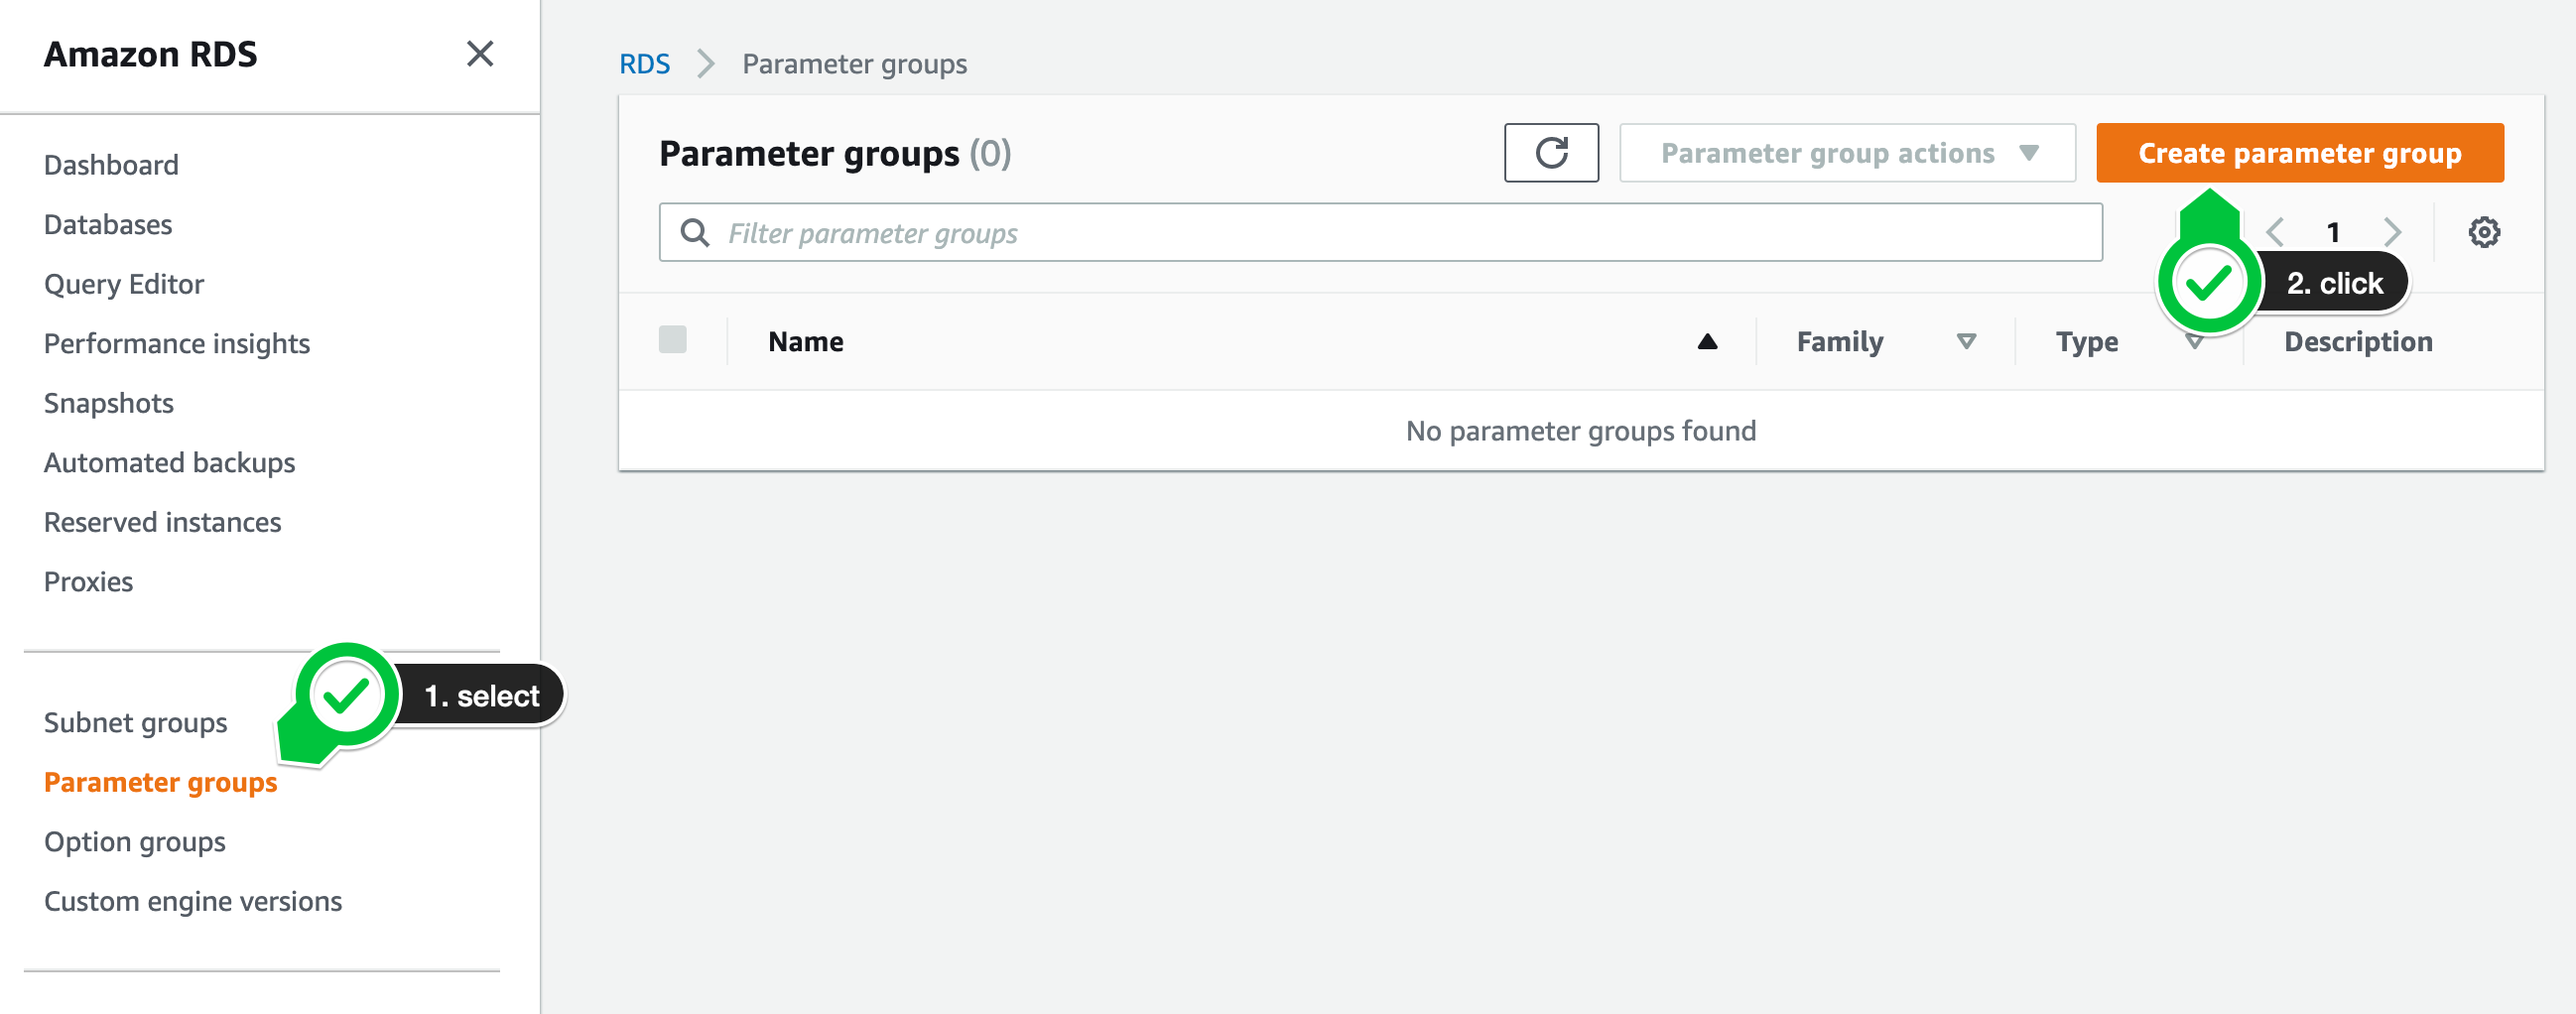 Amazon RDS
Dashboard
Databases
Query Editor
Performance insights
Snapshots
Automated backups
Reserved instances
Proxies
1. select
Subnet groups
Parameter groups
Option groups
Custom engine versions
RDS Parameter groups
Parameter groups (0) Parameter group actions Create parameter group
Filter parameter groups 1
2. click
Name Family Type Description
No parameter groups found